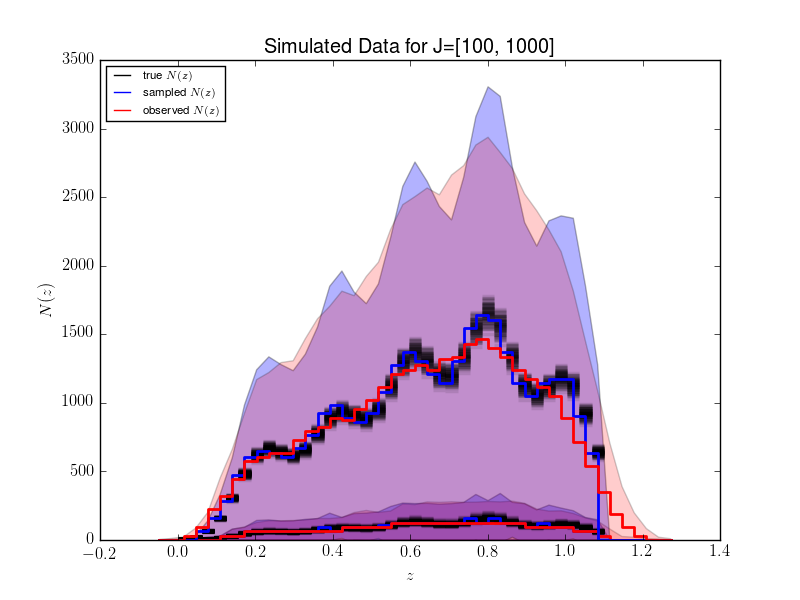 Simulated Data for J=[100, 1000]
3500
3000
2500
2000
1500
1000
500
0
N(z)
true N(z)
sampled N(z)
observed N(z)
−0.2 0.0 0.2 0.4 0.6 0.8 1.0 1.2 1.4
z